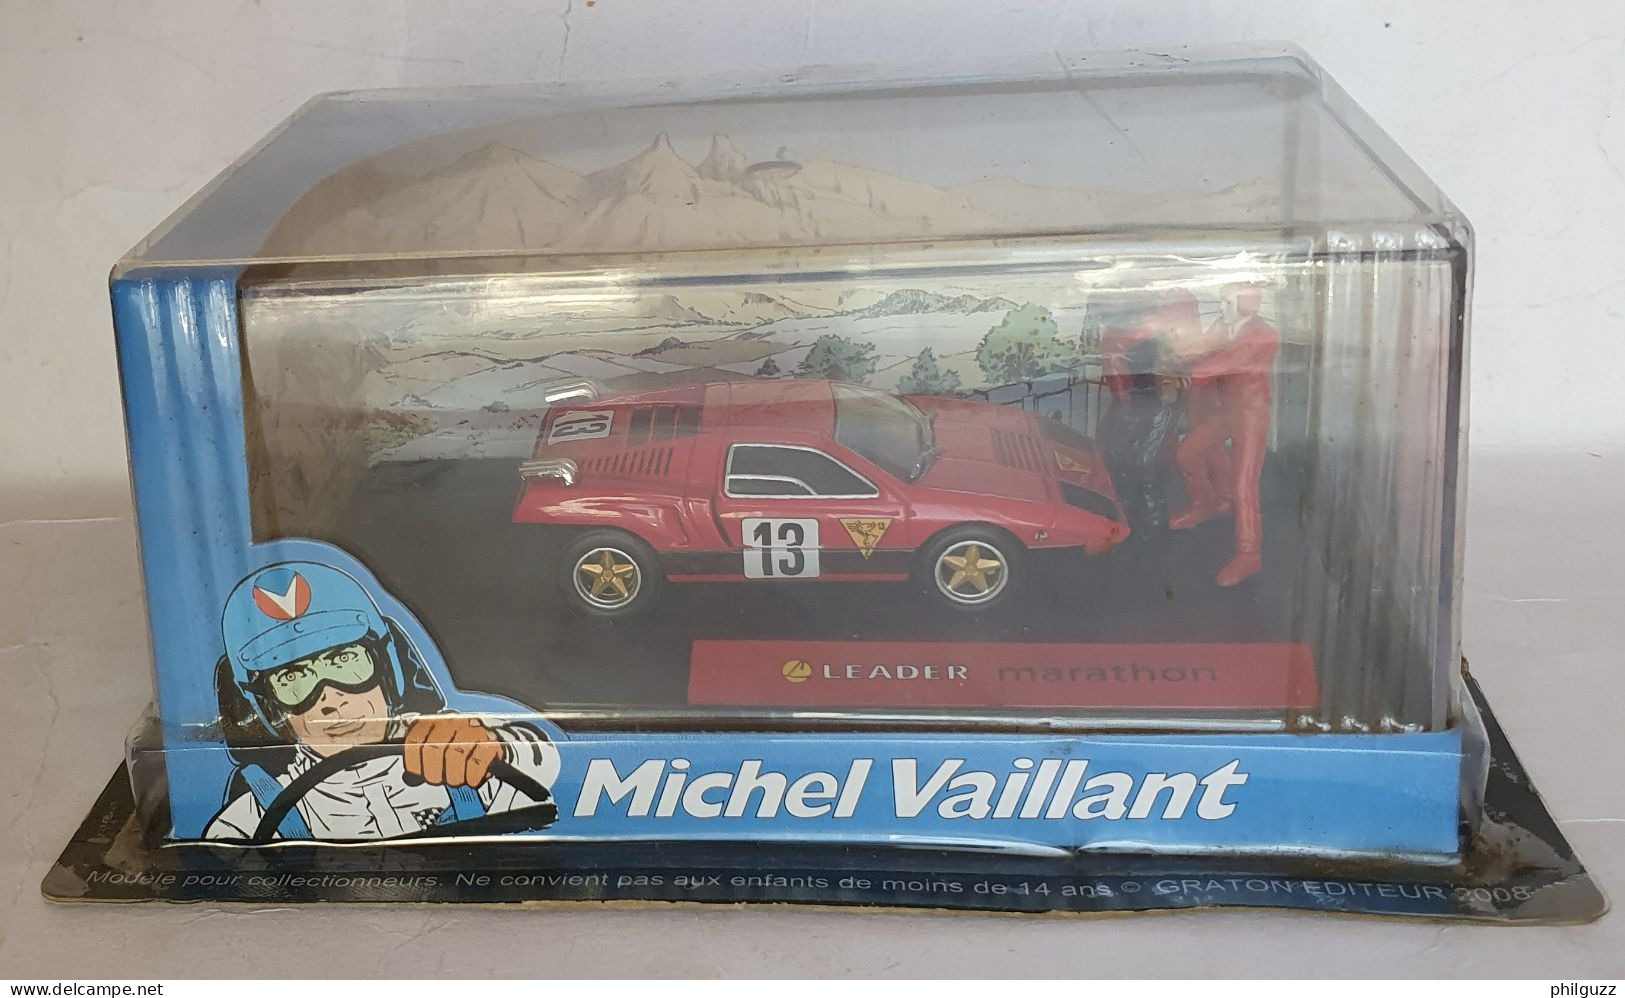 13
13
LEADER marathon
Michel Vaillant
Modèle pour collectionneurs. Ne convient pas aux enfants de moins de 14 ans. © GRATON EDITEUR 2008
www.delcampe.net
philguzz